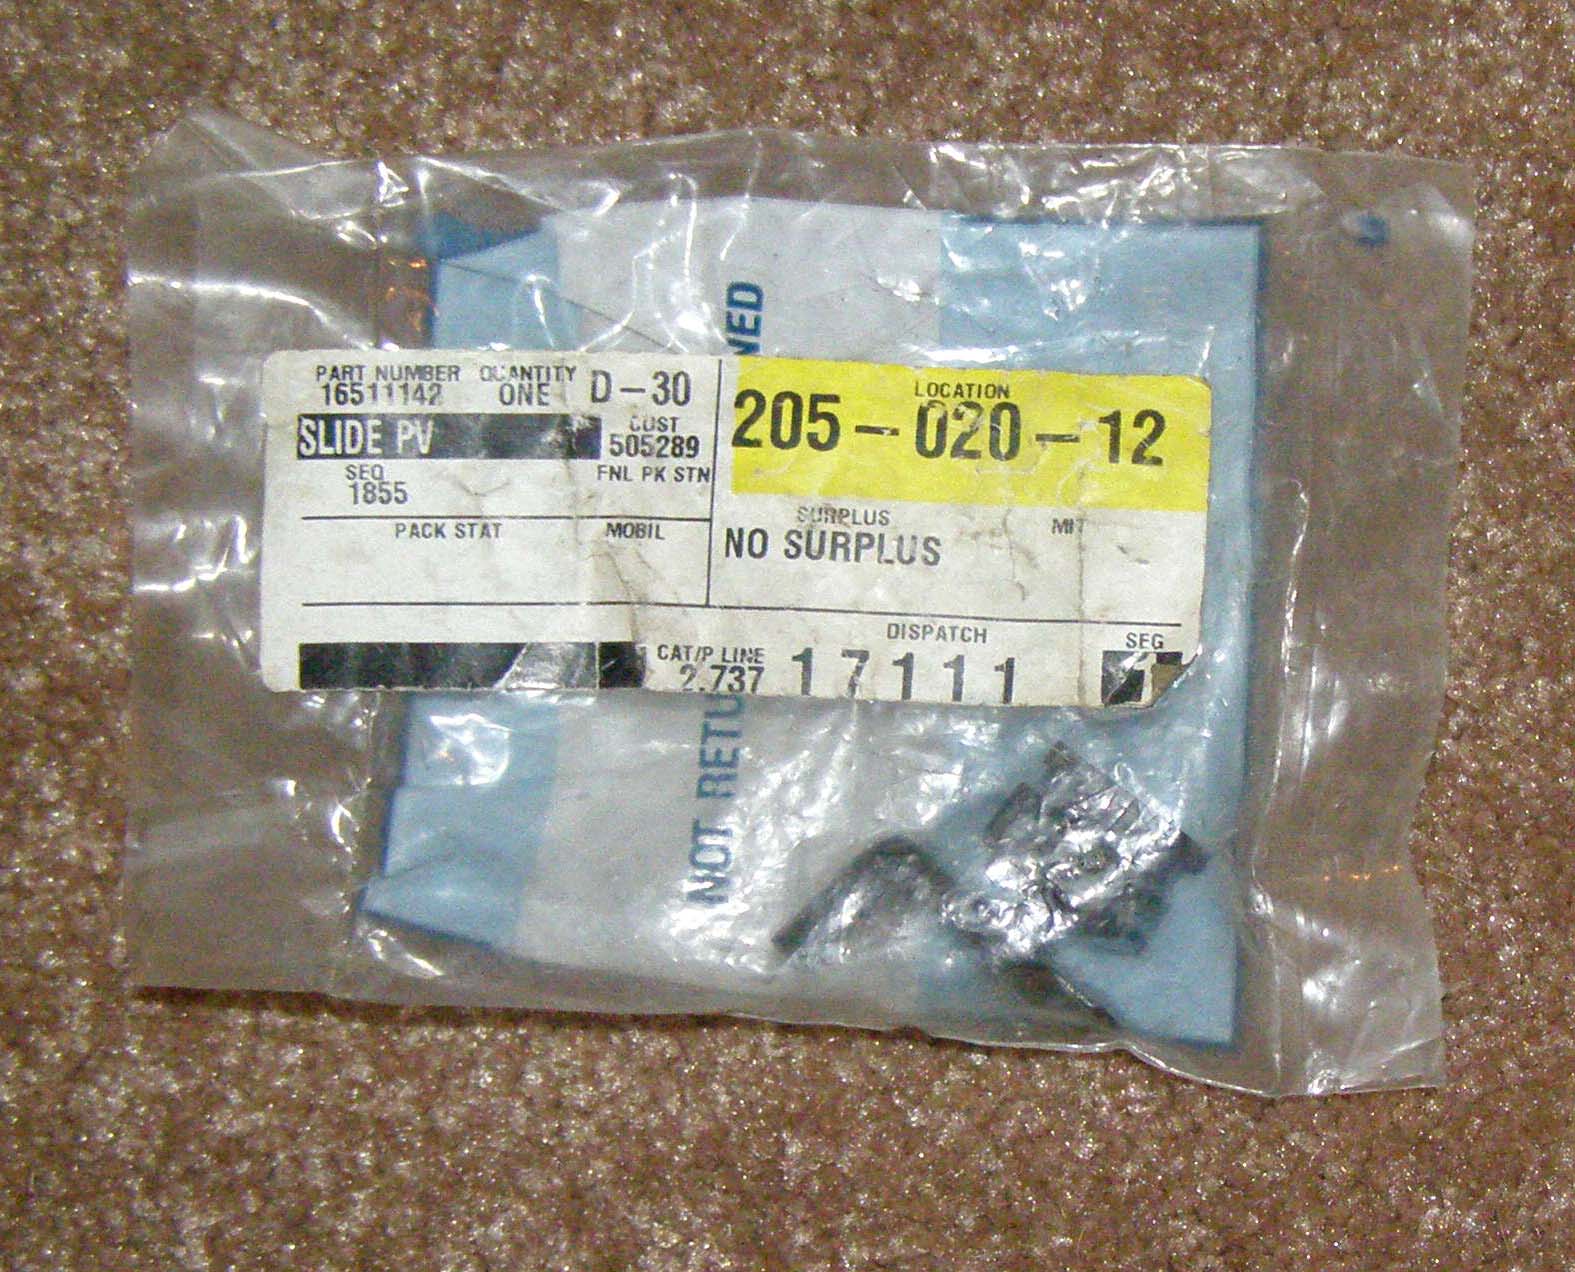 PART NUMBER QUANTITY D-30
16511142 ONE
SLIDE PV
CUST
505289
SEQ FNL PK STN
1855
PACK STAT MOBIL
LOCATION
205-020-12
SURPLUS
NO SURPLUS
DISPATCH SEG
CAT/P LINE
2.737 17111
NOT RETU
NED